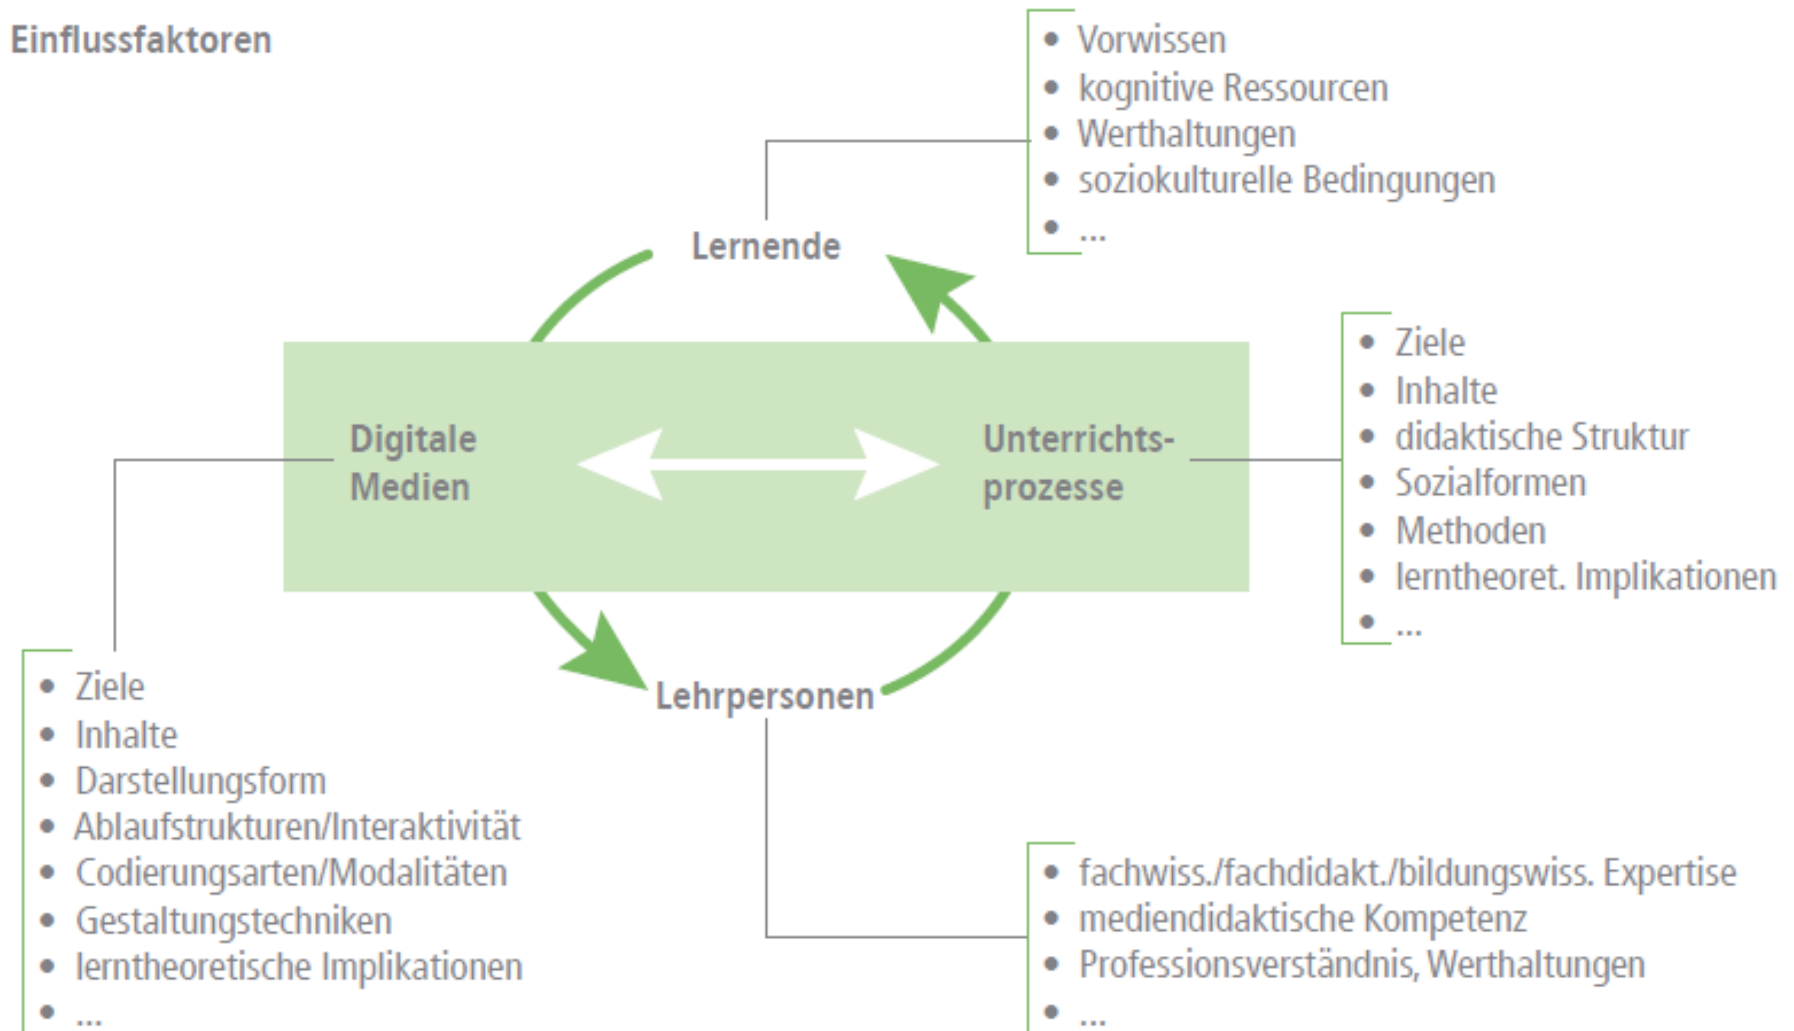 Einflussfaktoren
• Vorwissen
• kognitive Ressourcen
• Werthaltungen
• soziokulturelle Bedingungen
• ...
Lernende
• Ziele
• Inhalte
• didaktische Struktur
• Sozialformen
• Methoden
• lerntheoret. Implikationen
• ...
Digitale
Medien
Unterrichts-
prozesse
Lehrpersonen
• Ziele
• Inhalte
• Darstellungsform
• Ablaufstrukturen/Interaktivität
• Codierungsarten/Modalitäten
• Gestaltungstechniken
• lerntheoretische Implikationen
• ...
• fachwiss./fachdidakt./bildungswiss. Expertise
• mediendidaktische Kompetenz
• Professionsverständnis, Werthaltungen
• ...